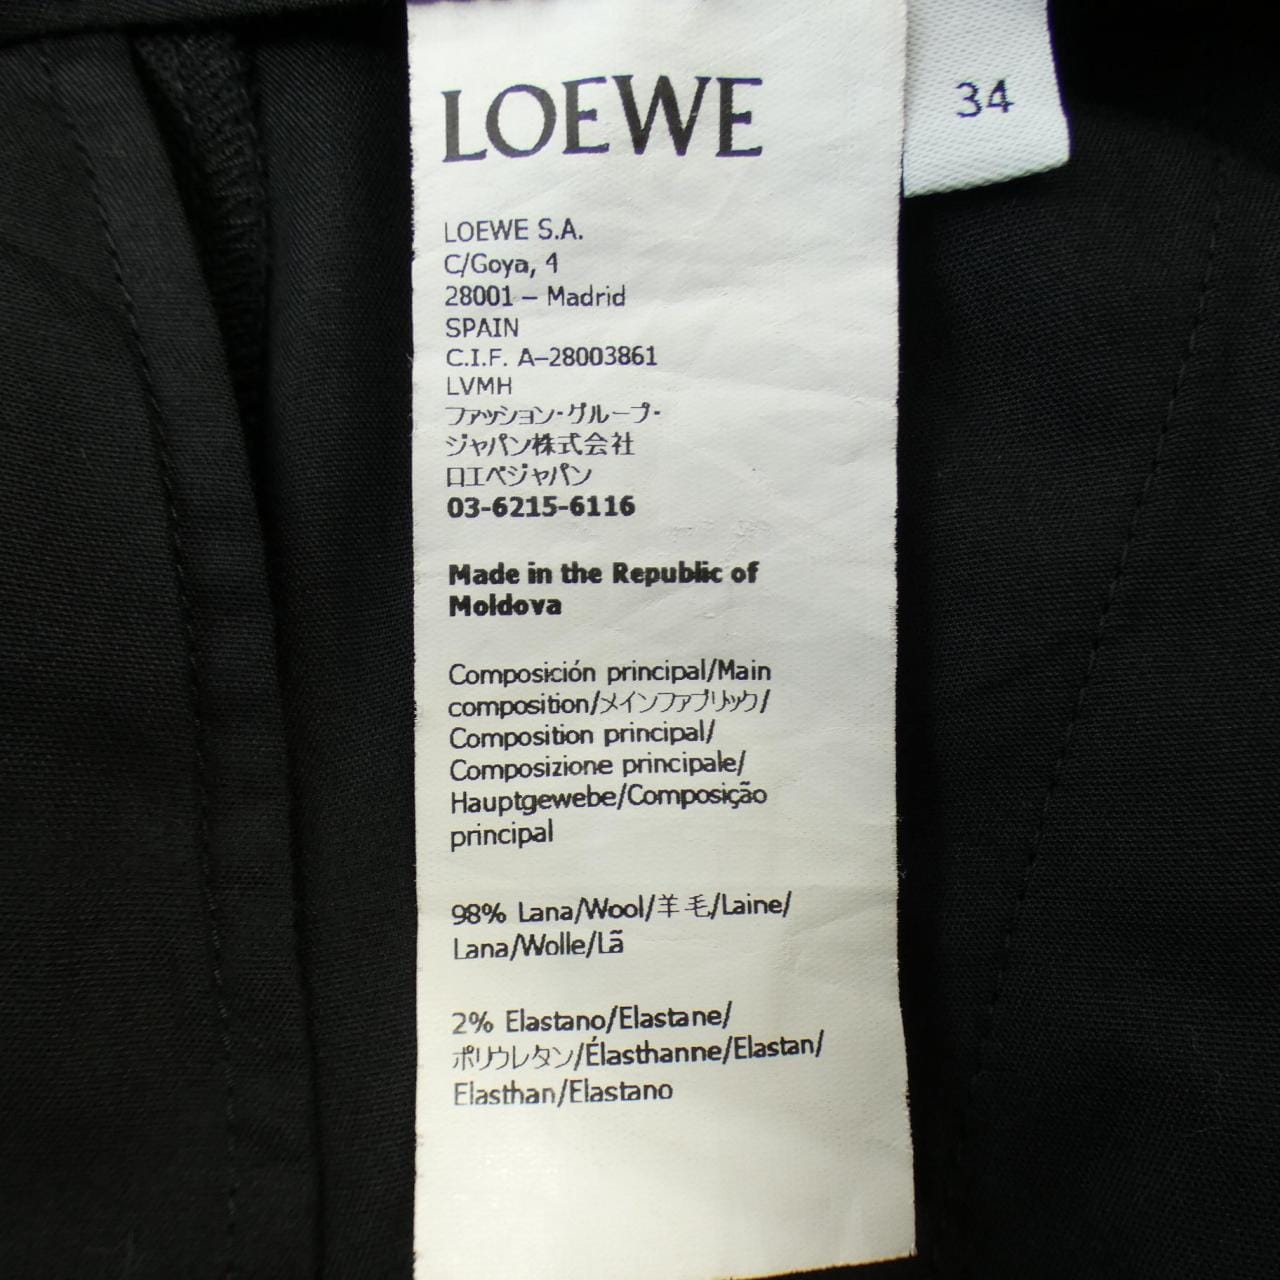 LOEWE
34
LOEWE S.A.
C/Goya, 4
28001 – Madrid
SPAIN
C.I.F. A–28003861
LVMH
ファッション・グループ・
ジャパン株式会社
ロエベジャパン
03-6215-6116
Made in the Republic of
Moldova
Composición principal/Main
composition/メインファブリック/
Composition principal/
Composizione principale/
Hauptgewebe/Composição
principal
98% Lana/Wool/羊毛/Laine/
Lana/Wolle/Lã
2% Elastano/Elastane/
ポリウレタン/Élasthanne/Elastan/
Elasthan/Elastano